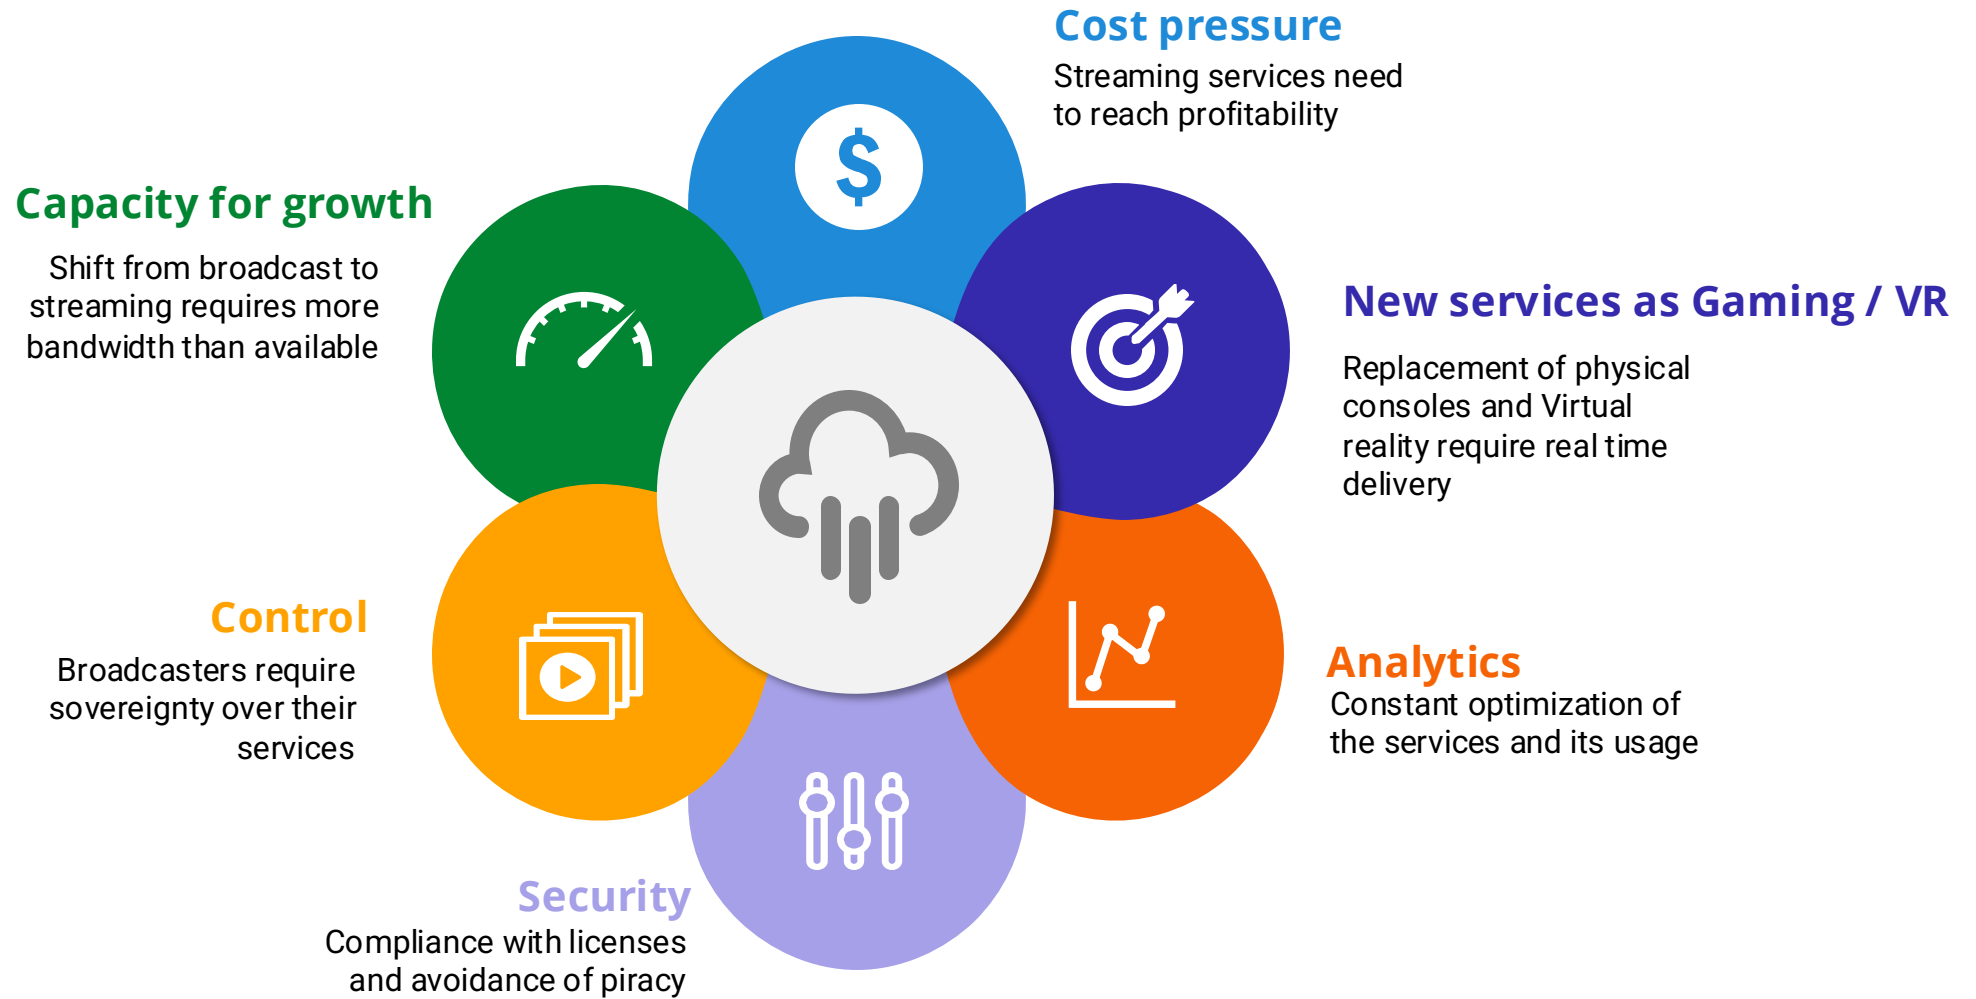 Cost pressure
Streaming services need
to reach profitability
Capacity for growth
Shift from broadcast to
streaming requires more
bandwidth than available
$
New services as Gaming / VR
Replacement of physical
consoles and Virtual
reality require real time
delivery
Control
Broadcasters require
sovereignty over their
services
Analytics
Constant optimization of
the services and its usage
Security
Compliance with licenses
and avoidance of piracy